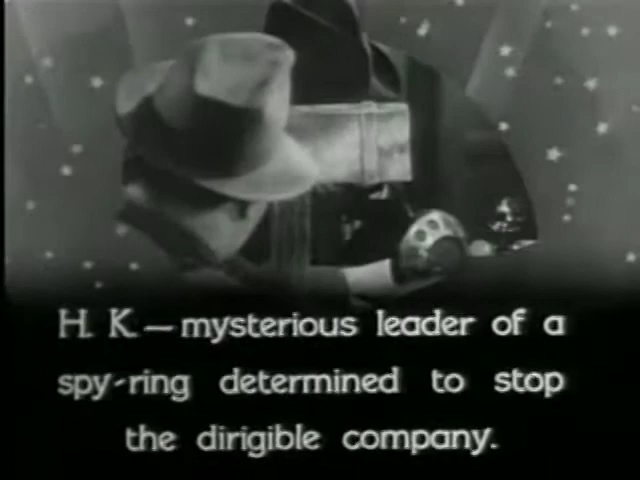 H. K. — mysterious leader of a
spy-ring determined to stop
the dirigible company.